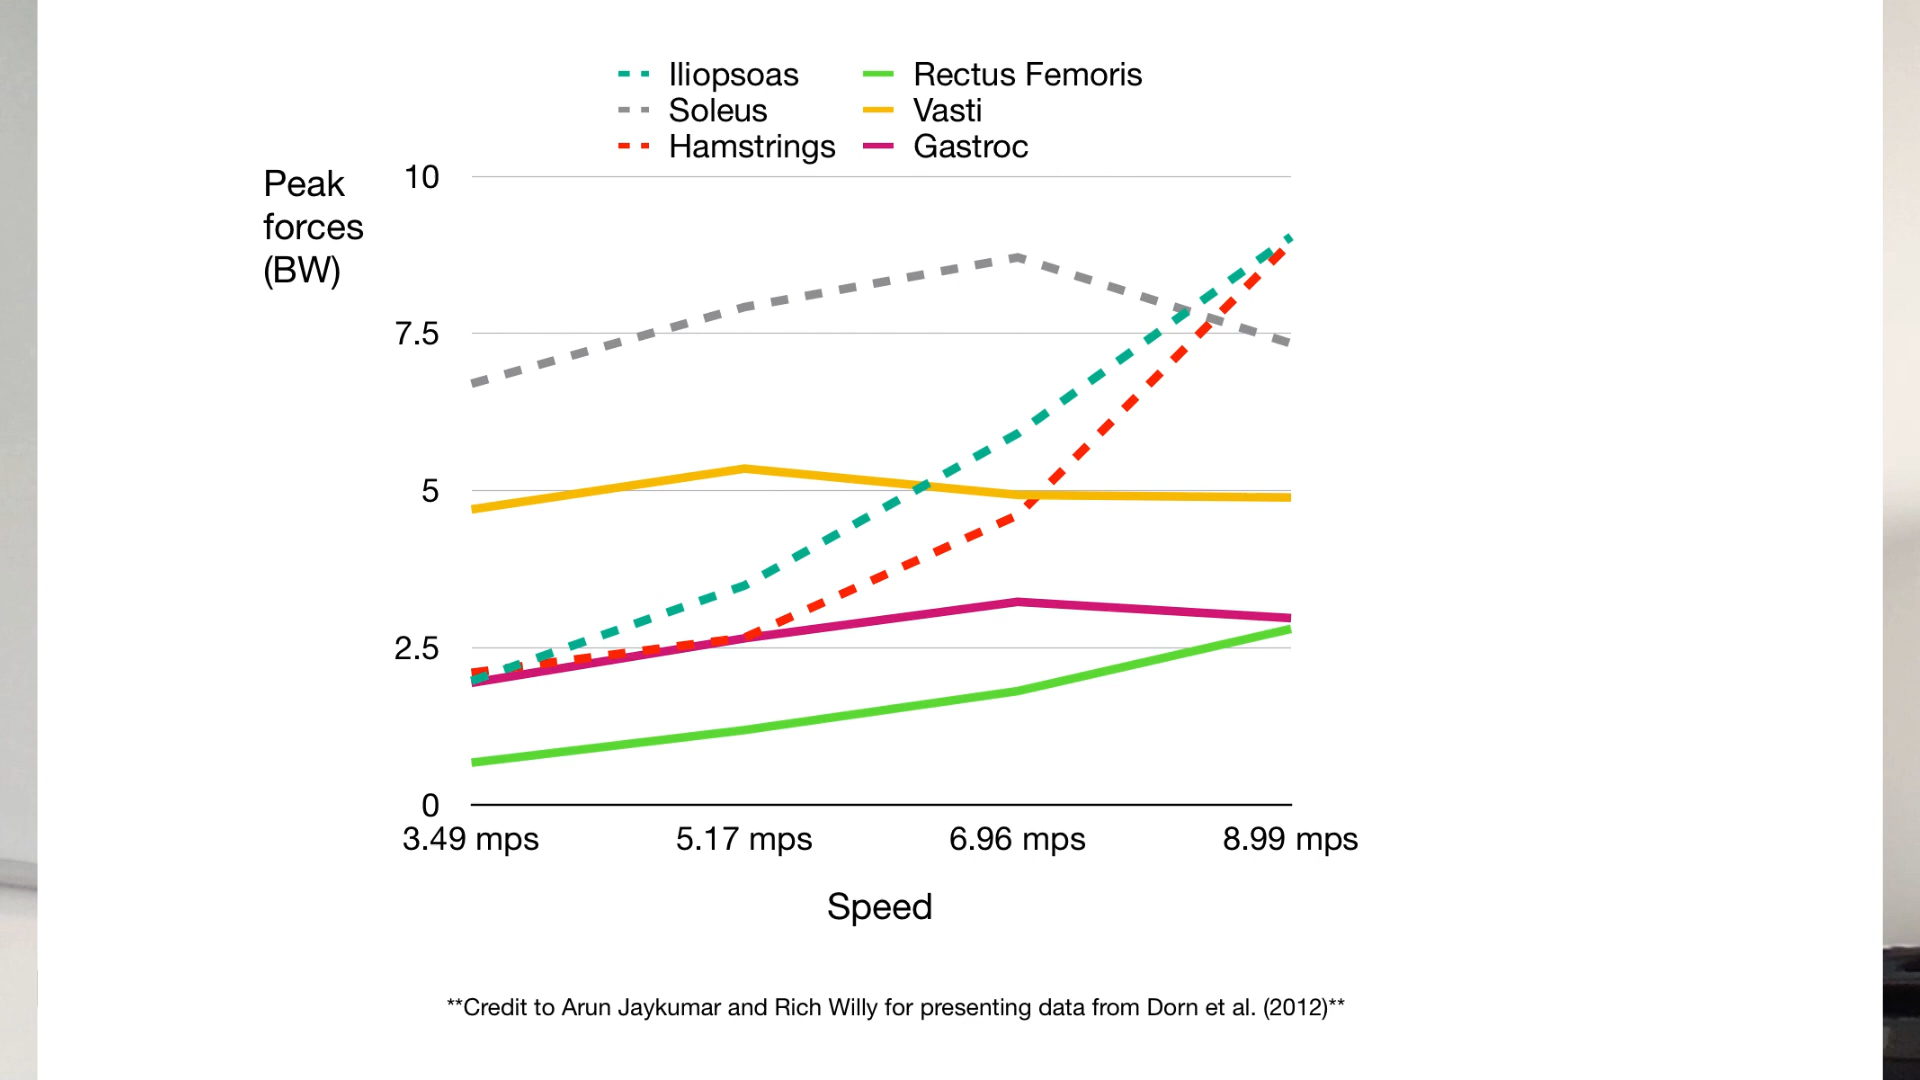 Iliopsoas
Rectus Femoris
Soleus
Vasti
Hamstrings
Gastroc
Peak
forces
(BW)
10
7.5
5
2.5
0
3.49 mps
5.17 mps
6.96 mps
8.99 mps
Speed
**Credit to Arun Jaykumar and Rich Willy for presenting data from Dorn et al. (2012)**